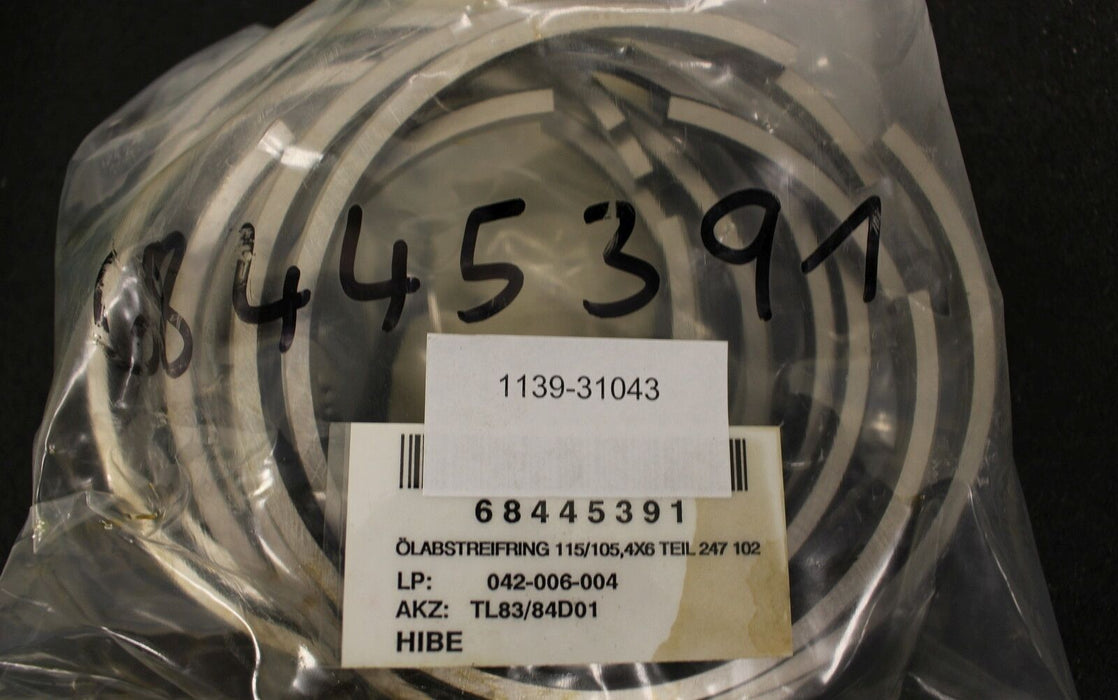 68445391
1139-31043
68445391
ÖLABSTREIFRING 115/105,4X6 TEIL 247 102
LP: 042-006-004
AKZ: TL83/84D01
HIBE